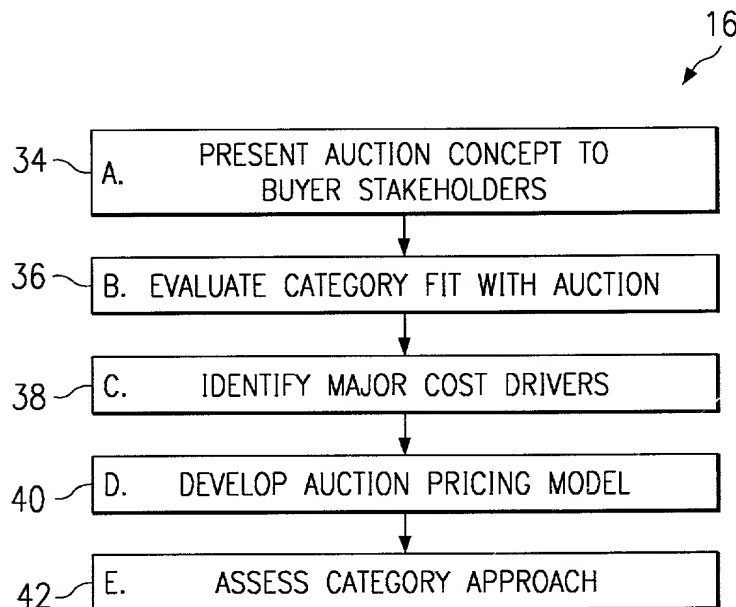 16
34
A. PRESENT AUCTION CONCEPT TO
BUYER STAKEHOLDERS
36
B. EVALUATE CATEGORY FIT WITH AUCTION
38
C. IDENTIFY MAJOR COST DRIVERS
40
D. DEVELOP AUCTION PRICING MODEL
42
E. ASSESS CATEGORY APPROACH